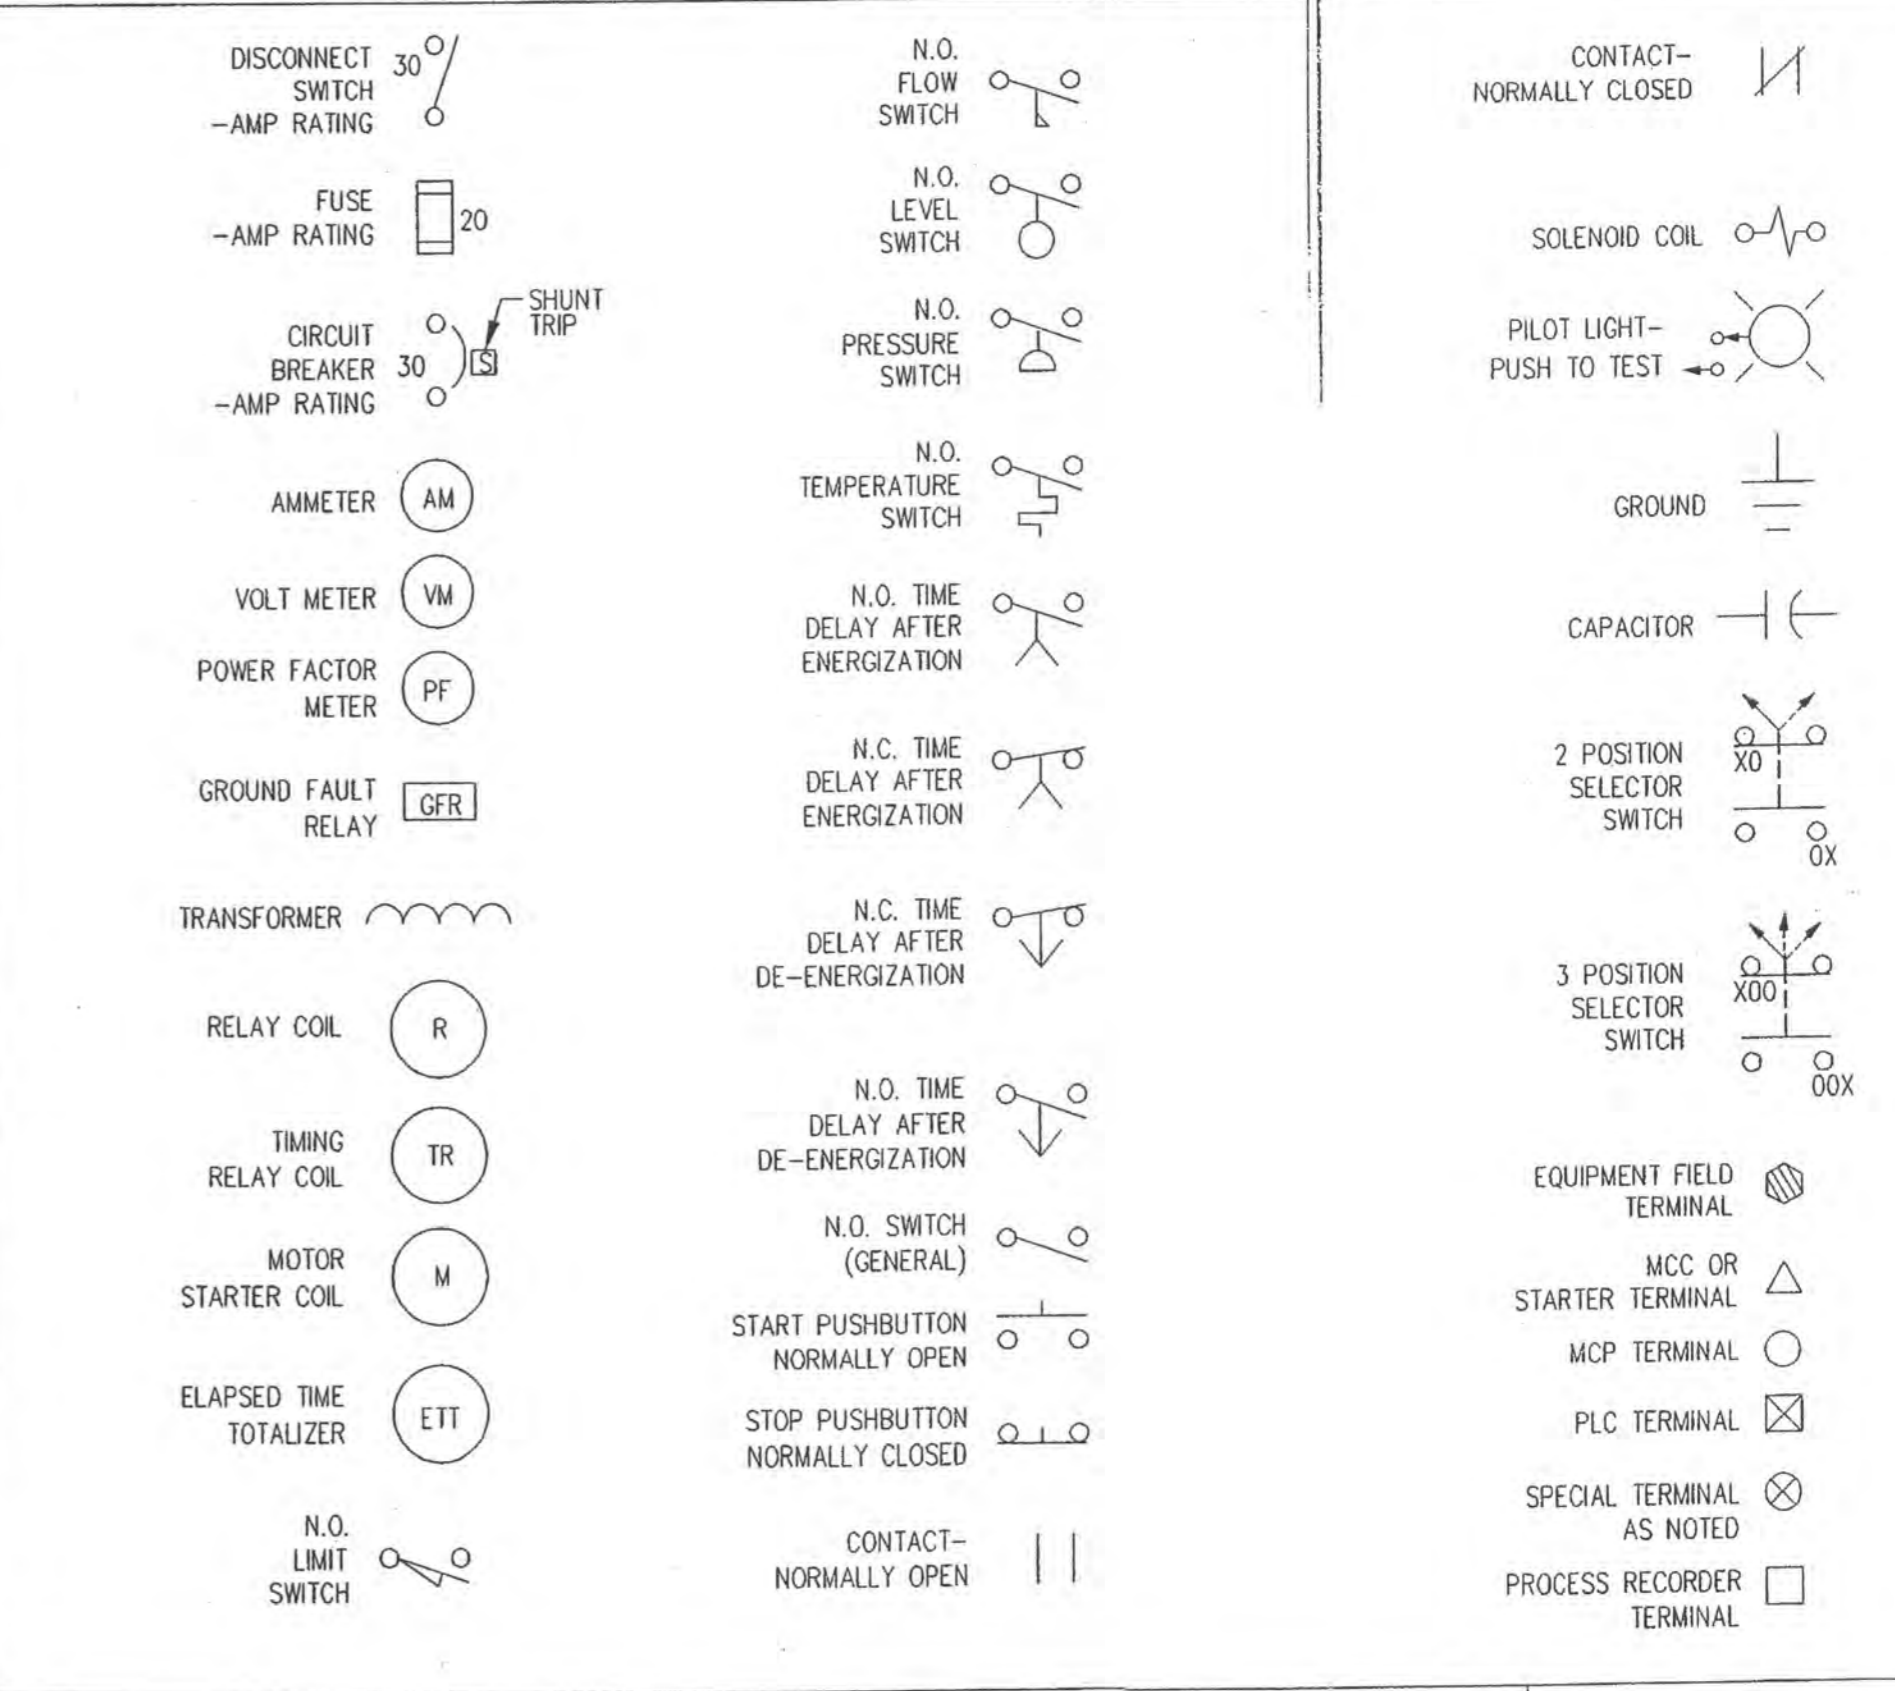 DISCONNECT
SWITCH
-AMP RATING
30
FUSE
-AMP RATING
20
CIRCUIT
BREAKER
-AMP RATING
30
S
SHUNT
TRIP
AMMETER
AM
VOLT METER
VM
POWER FACTOR
METER
PF
GROUND FAULT
RELAY
GFR
TRANSFORMER
RELAY COIL
R
TIMING
RELAY COIL
TR
MOTOR
STARTER COIL
M
ELAPSED TIME
TOTALIZER
ETT
N.O.
LIMIT
SWITCH
N.O.
FLOW
SWITCH
N.O.
LEVEL
SWITCH
N.O.
PRESSURE
SWITCH
N.O.
TEMPERATURE
SWITCH
N.O. TIME
DELAY AFTER
ENERGIZATION
N.C. TIME
DELAY AFTER
ENERGIZATION
N.C. TIME
DELAY AFTER
DE-ENERGIZATION
N.O. TIME
DELAY AFTER
DE-ENERGIZATION
N.O. SWITCH
(GENERAL)
START PUSHBUTTON
NORMALLY OPEN
STOP PUSHBUTTON
NORMALLY CLOSED
CONTACT-
NORMALLY OPEN
CONTACT-
NORMALLY CLOSED
SOLENOID COIL
PILOT LIGHT-
PUSH TO TEST
GROUND
CAPACITOR
2 POSITION
SELECTOR
SWITCH
XO
OX
3 POSITION
SELECTOR
SWITCH
XOO
OOX
EQUIPMENT FIELD
TERMINAL
MCC OR
STARTER TERMINAL
MCP TERMINAL
PLC TERMINAL
SPECIAL TERMINAL
AS NOTED
PROCESS RECORDER
TERMINAL